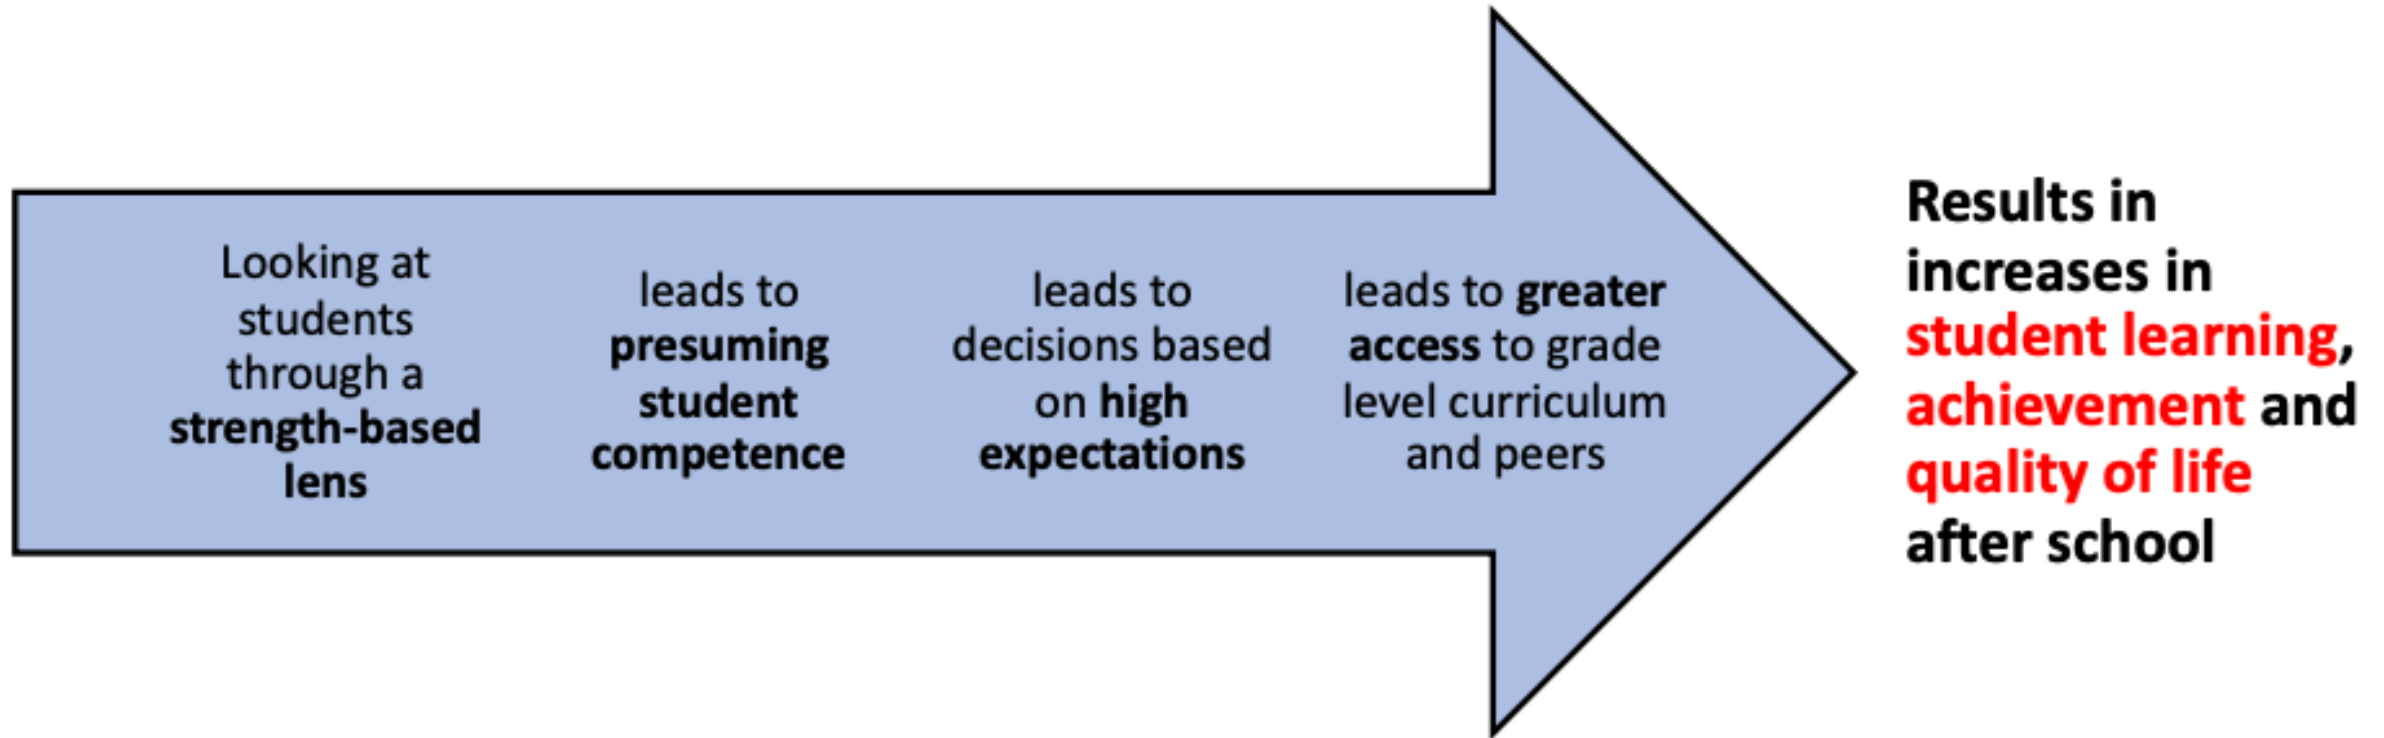 Looking at
students
through a
strength-based
lens
leads to
presuming
student
competence
leads to
decisions based
on high
expectations
leads to greater
access to grade
level curriculum
and peers
Results in
increases in
student learning,
achievement and
quality of life
after school